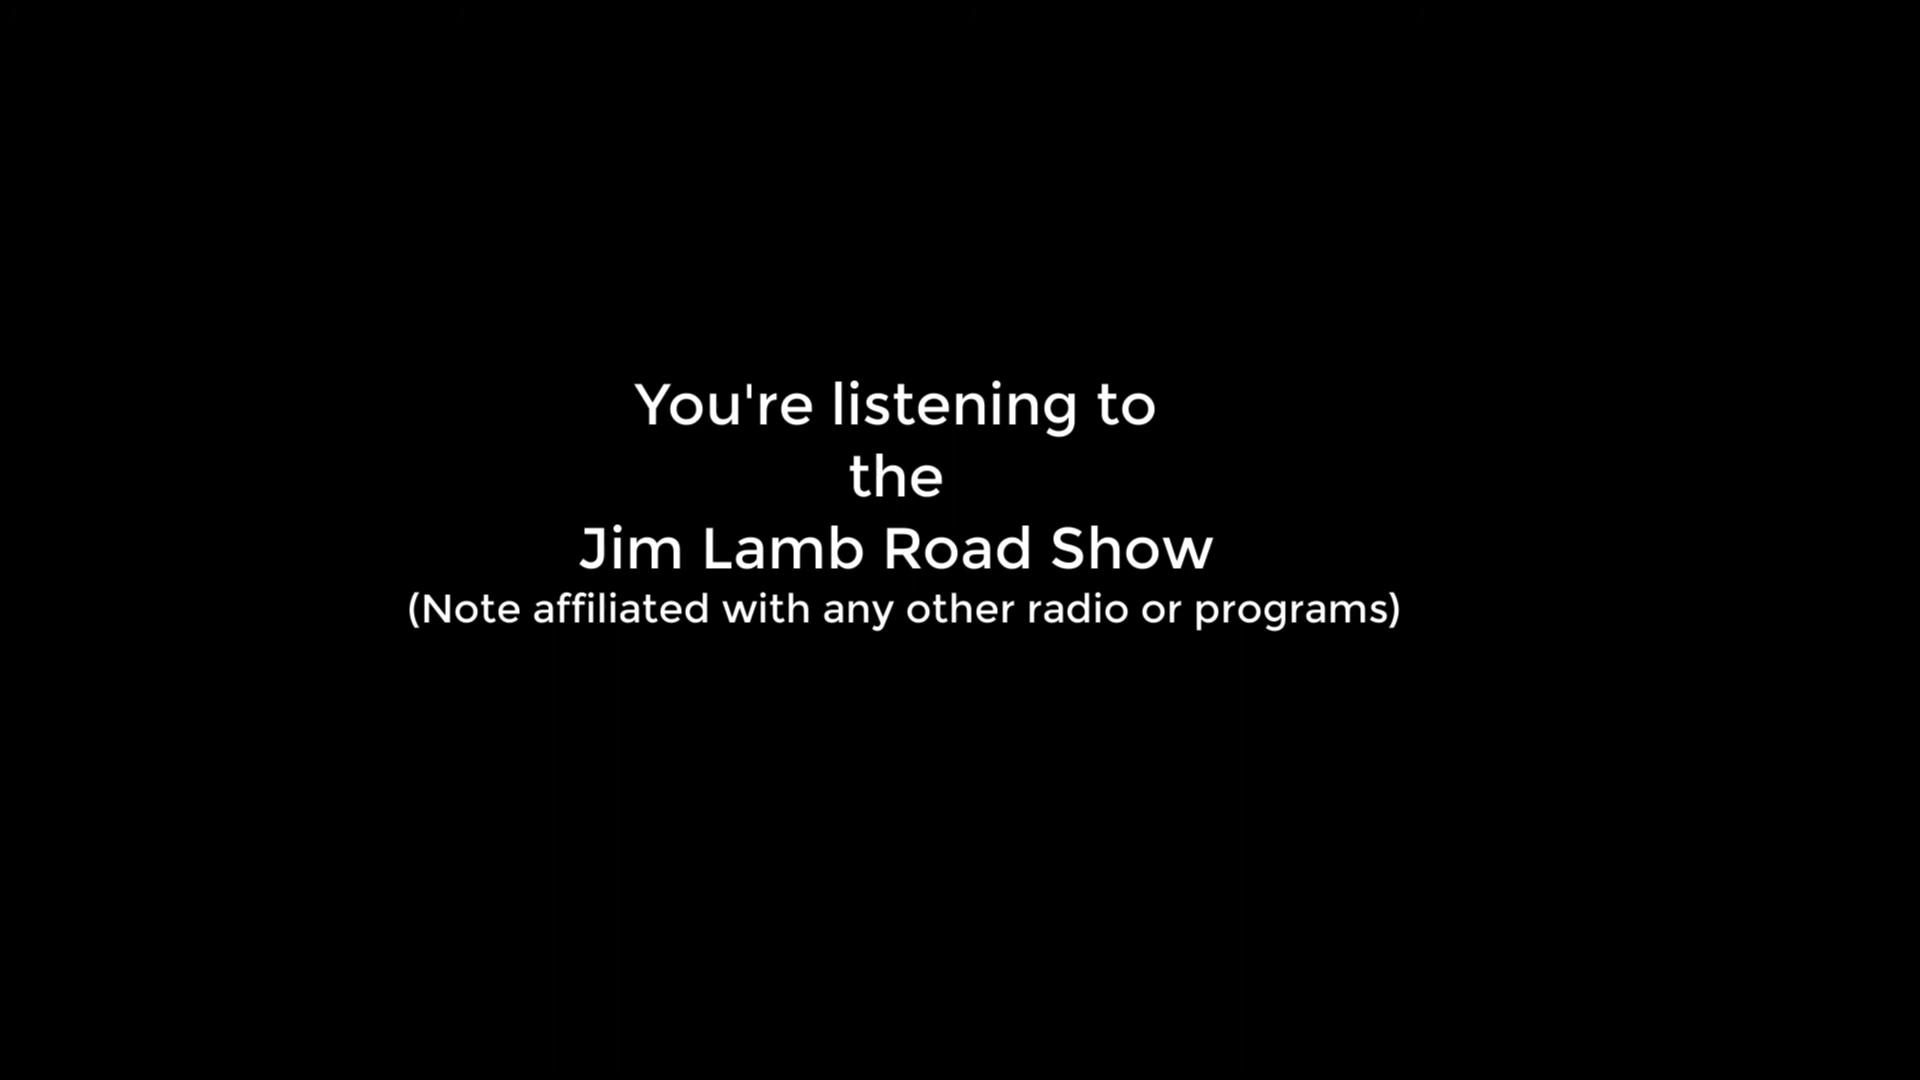 You're listening to
the
Jim Lamb Road Show
(Note affiliated with any other radio or programs)